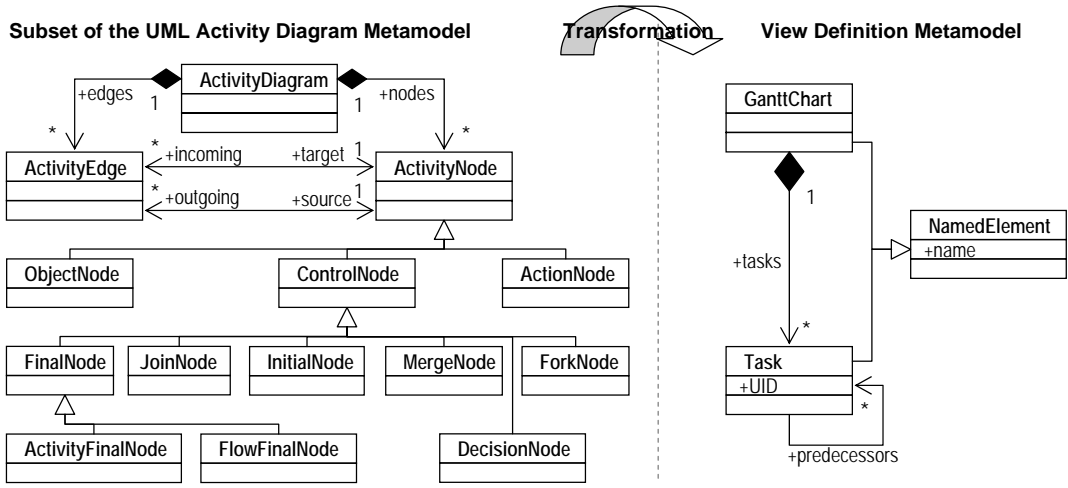 Subset of the UML Activity Diagram Metamodel
Transformation
View Definition Metamodel
ActivityDiagram
+edges
1
1
+nodes
*
*
ActivityEdge
* +incoming
+target 1
ActivityNode
* +outgoing
+source 1
ObjectNode
ControlNode
ActionNode
FinalNode
JoinNode
InitialNode
MergeNode
ForkNode
ActivityFinalNode
FlowFinalNode
DecisionNode
GanttChart
1
NamedElement
+name
+tasks
*
Task
+UID
*
+predecessors